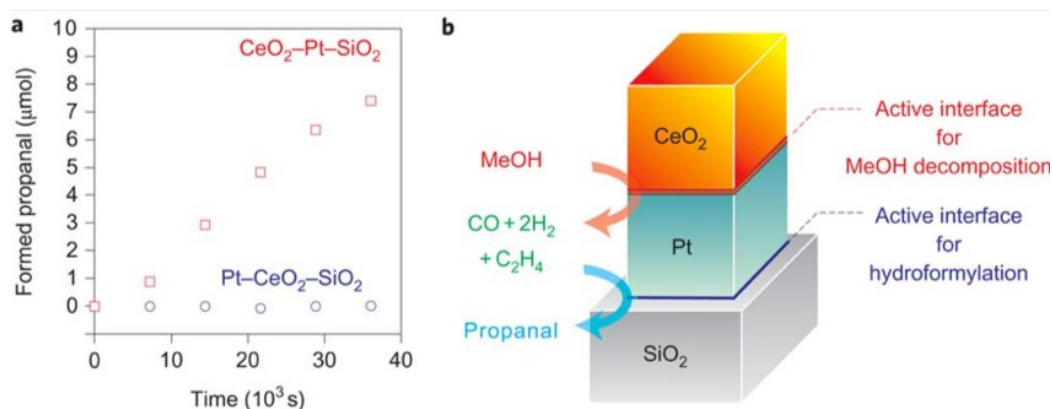 a
10
9
8
7
6
5
4
3
2
1
0
Formed propanal (μmol)
CeO₂–Pt–SiO₂
Pt–CeO₂–SiO₂
0 10 20 30 40
Time (10³ s)
b
MeOH
CO + 2H₂
+ C₂H₄
Propanal
CeO₂
Pt
SiO₂
Active interface
for
MeOH decomposition
Active interface
for
hydroformylation